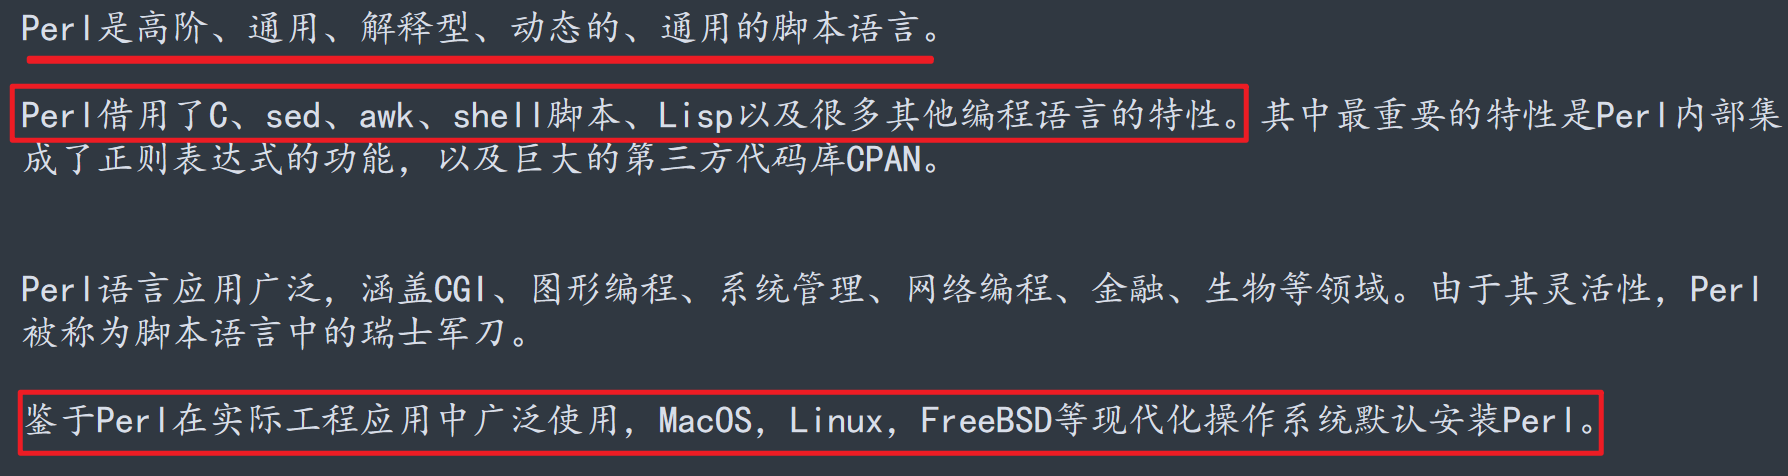 Perl是高阶、通用、解释型、动态的、通用的脚本语言。
Perl借用了C、sed、awk、shell脚本、Lisp以及很多其他编程语言的特性。其中最重要的特性是Perl内部集
成了正则表达式的功能，以及巨大的第三方代码库CPAN。
Perl语言应用广泛，涵盖CGI、图形编程、系统管理、网络编程、金融、生物等领域。由于其灵活性，Perl
被称为脚本语言中的瑞士军刀。
鉴于Perl在实际工程应用中广泛使用，MacOS，Linux，FreeBSD等现代化操作系统默认安装Perl。